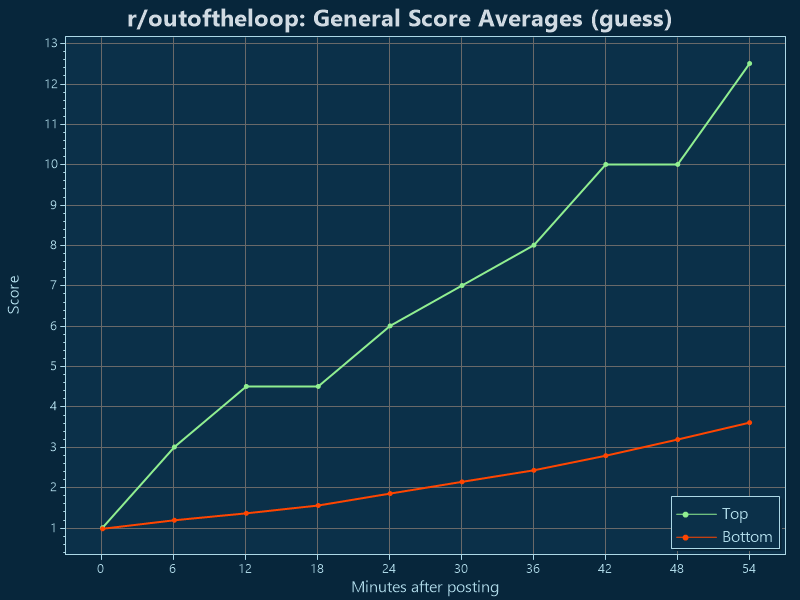 r/outoftheloop: General Score Averages (guess)
13
12
11
10
9
8
7
6
5
4
3
2
1
Score
Top
Bottom
0 6 12 18 24 30 36 42 48 54
Minutes after posting